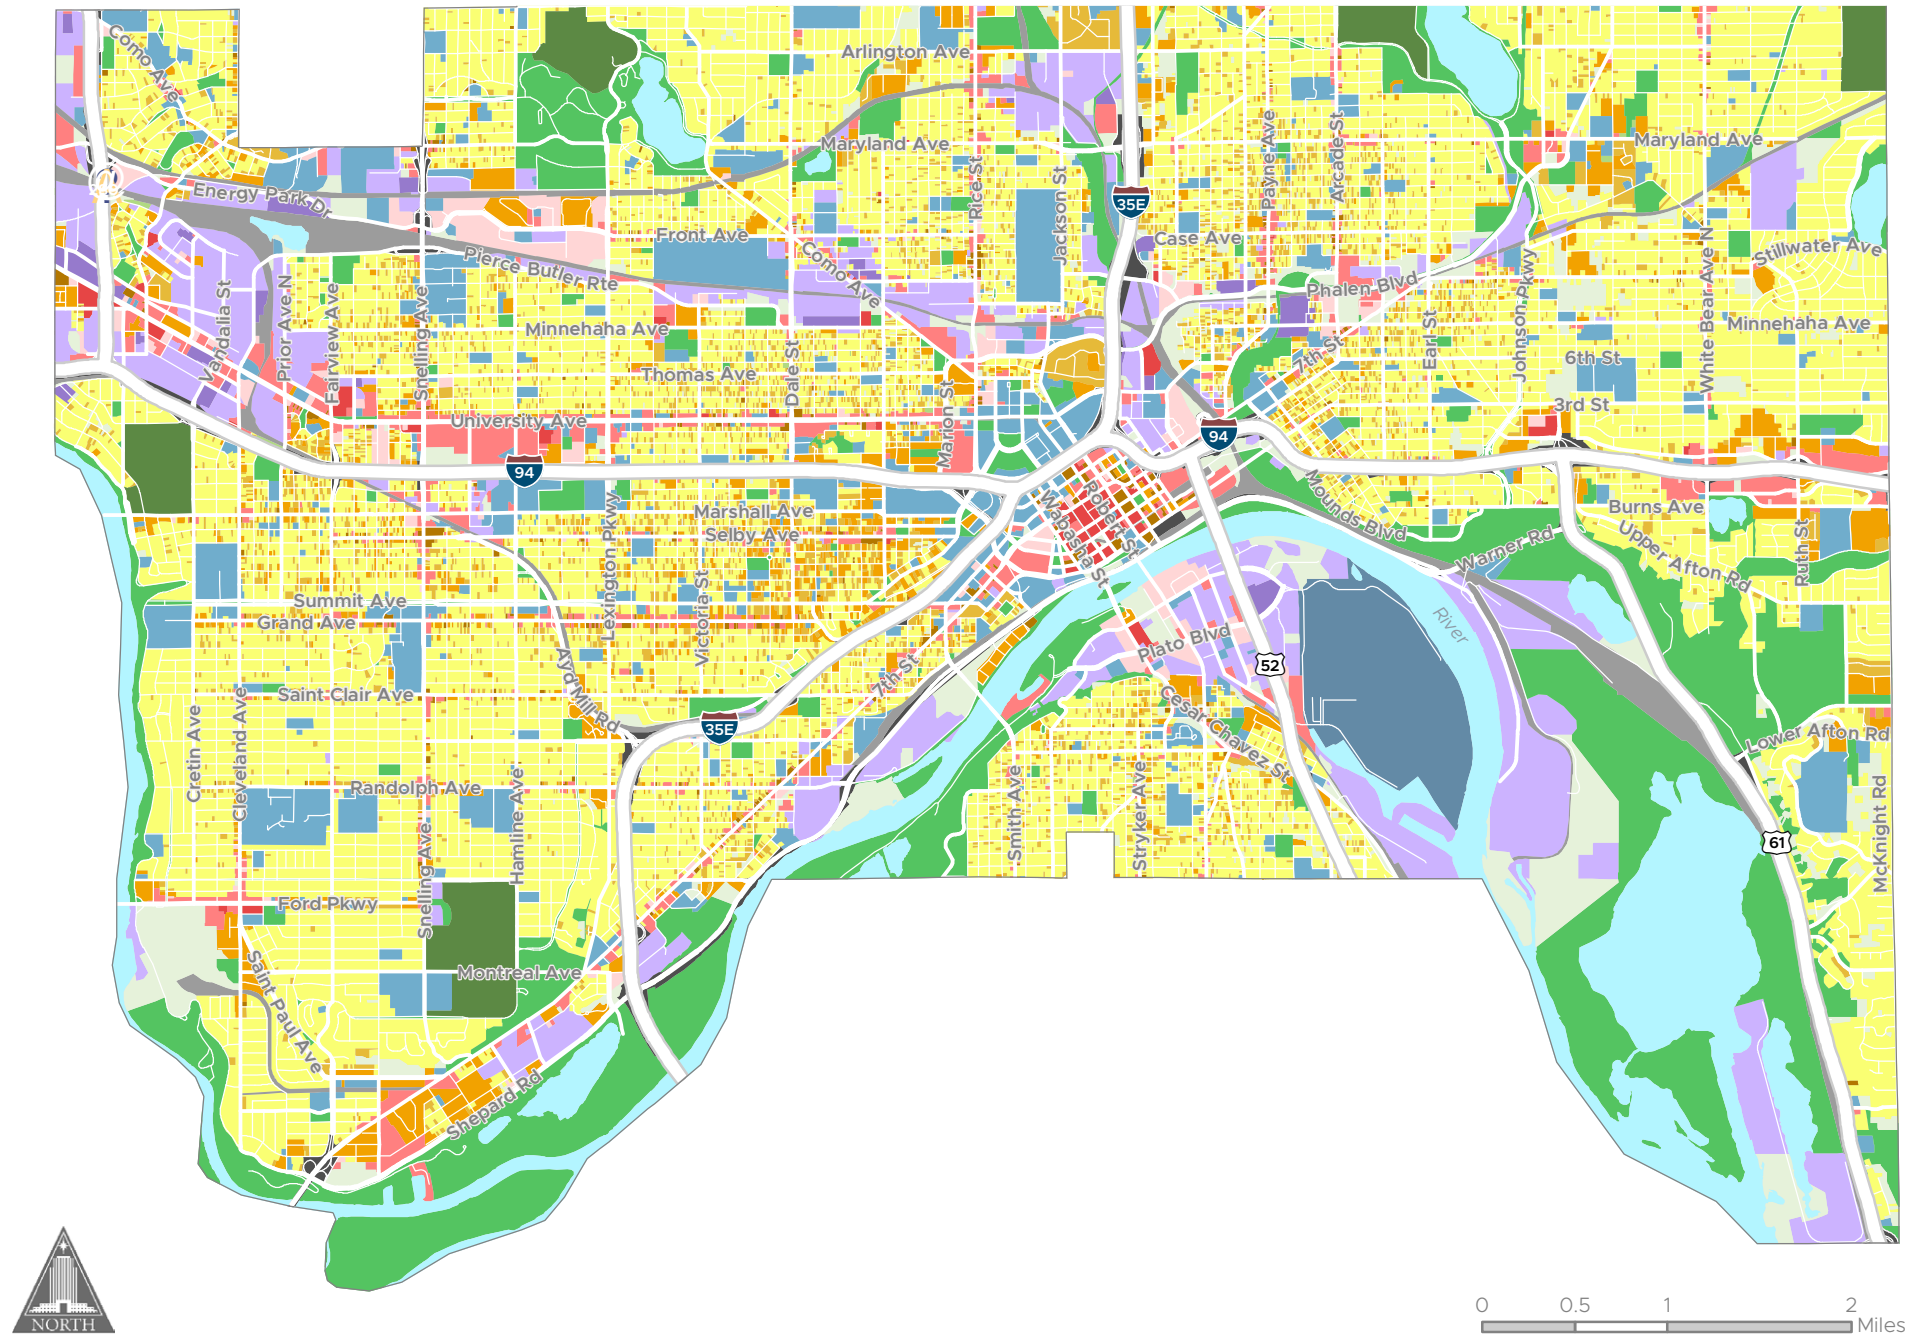 Como Ave
Arlington Ave
Maryland Ave
Maryland Ave
Payne Ave
Arcade St
Rice St
Jackson St
35E
Energy Park Dr
Front Ave
Case Ave
Stillwater Ave
Pierce Butler Rte
Como Ave
Phalen Blvd
White Bear Ave N
Vandalia St
Prior Ave N
Fairview Ave
Snelling Ave
Minnehaha Ave
Minnehaha Ave
Johnson Pkwy
Earl St
7th St
6th St
Thomas Ave
Dale St
Marion St
3rd St
University Ave
94
94
Marshall Ave
Selby Ave
Lexington Pkwy
Robert St
Wabasha St
Mounds Blvd
Burns Ave
Upper Afton Rd
Warner Rd
Ruth St
Summit Ave
Grand Ave
Victoria St
River
Plato Blvd
52
Saint Clair Ave
Ayd Mill Rd
7th St
Cesar Chavez St
Cretin Ave
Cleveland Ave
35E
Lower Afton Rd
Randolph Ave
Hamline Ave
Snelling Ave
Smith Ave
Stryker Ave
61
McKnight Rd
Ford Pkwy
Montreal Ave
Saint Paul Ave
Shepard Rd
NORTH
0 0.5 1 2
Miles